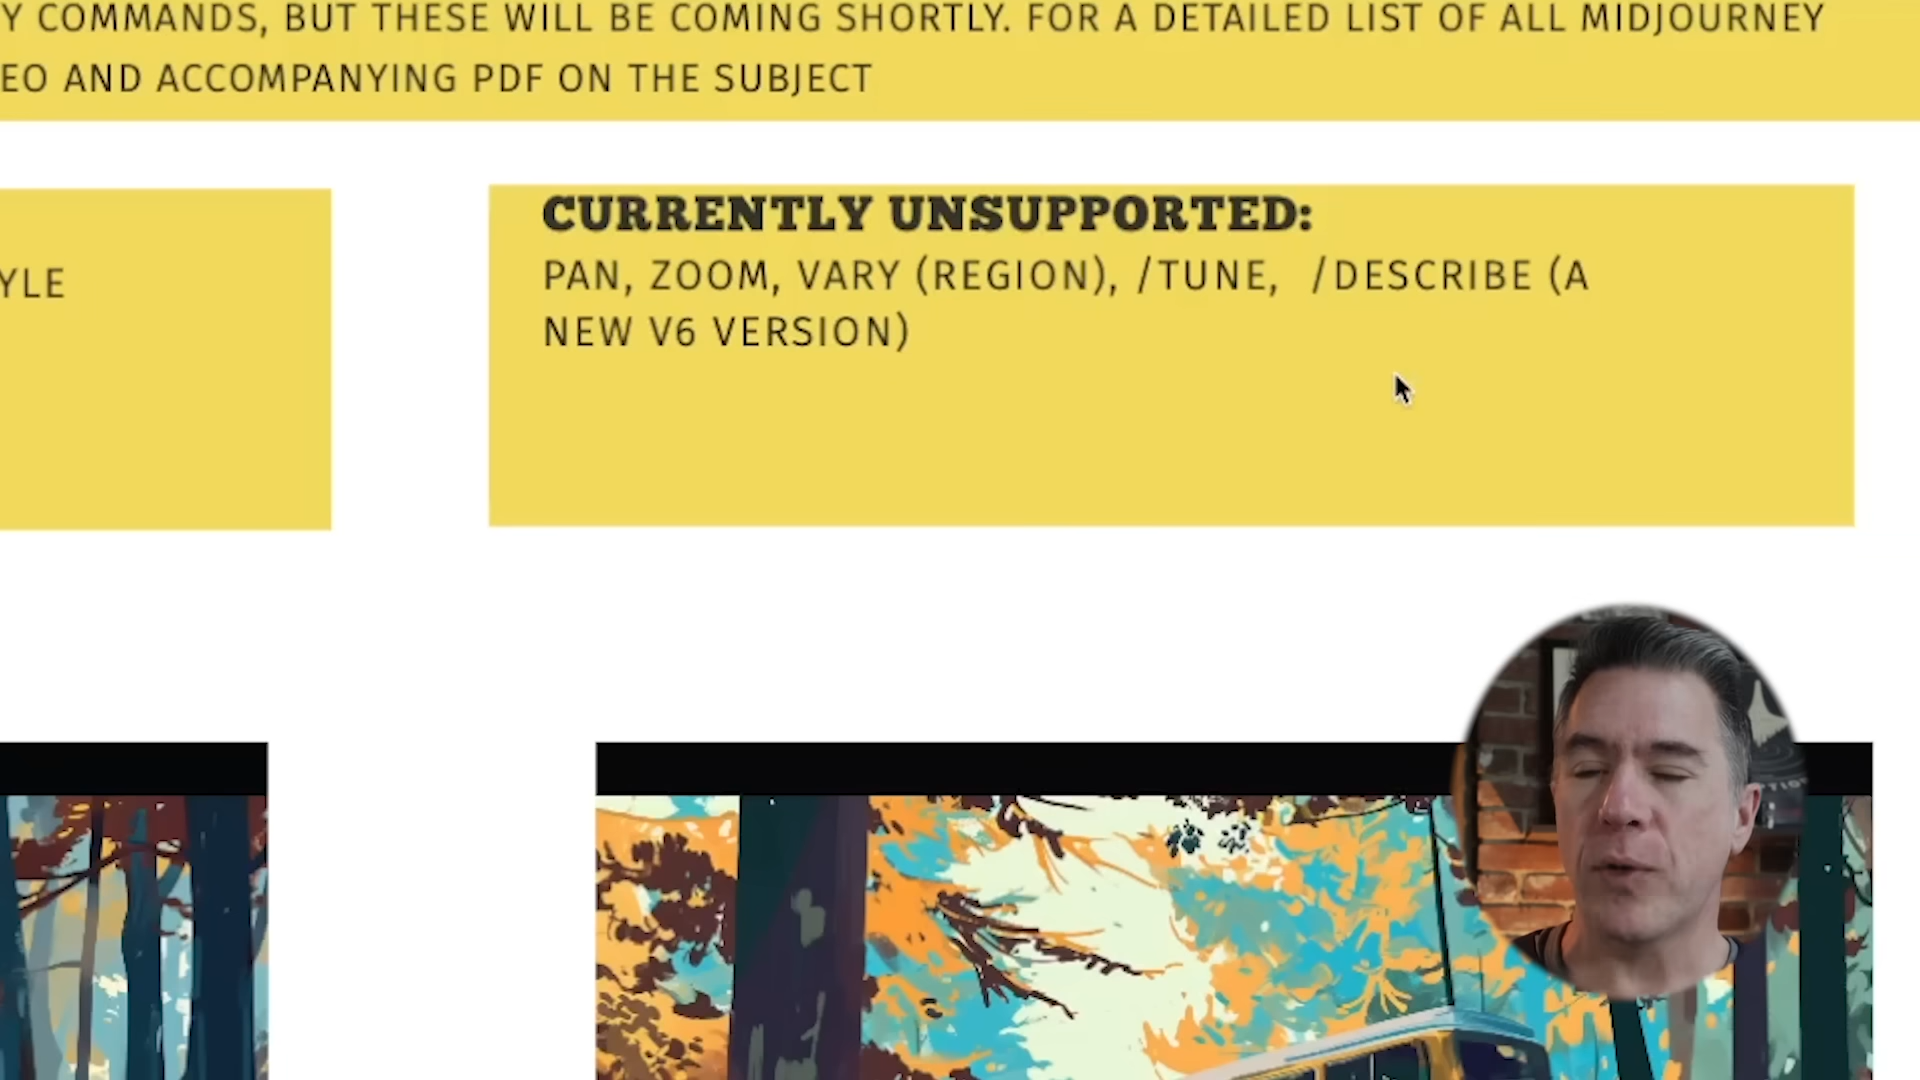 Y COMMANDS, BUT THESE WILL BE COMING SHORTLY. FOR A DETAILED LIST OF ALL MIDJOURNEY
EO AND ACCOMPANYING PDF ON THE SUBJECT
YLE
CURRENTLY UNSUPPORTED:
PAN, ZOOM, VARY (REGION), /TUNE, /DESCRIBE (A
NEW V6 VERSION)